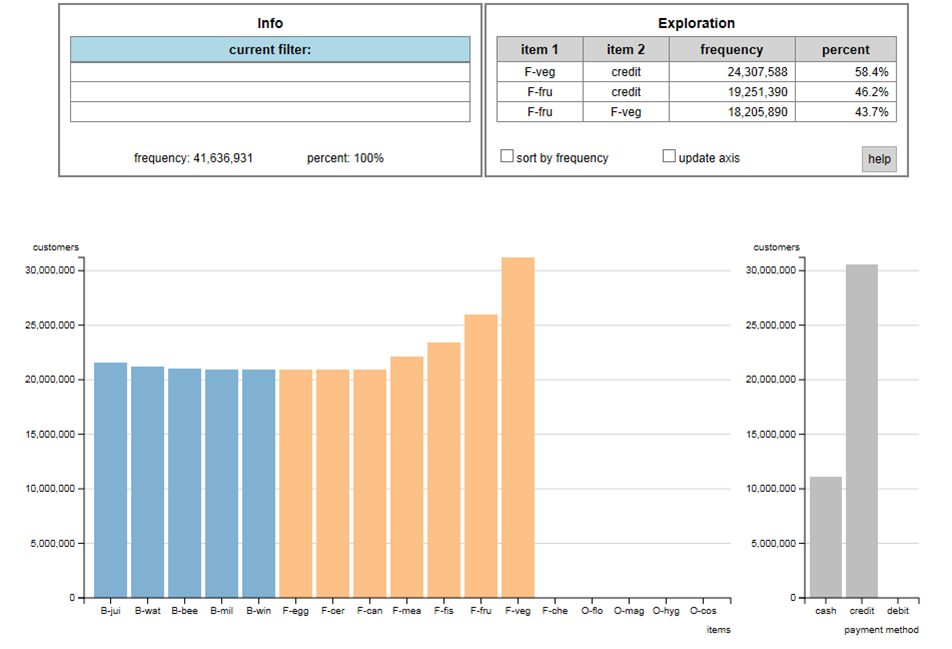 Info
current filter:
frequency: 41,636,931 percent: 100%
Exploration
item 1 item 2 frequency percent
F-veg credit 24,307,588 58.4%
F-fru credit 19,251,390 46.2%
F-fru F-veg 18,205,890 43.7%
sort by frequency update axis help
customers
30,000,000
25,000,000
20,000,000
15,000,000
10,000,000
5,000,000
0
B-jui B-wat B-bee B-mil B-win F-egg F-cer F-can F-mea F-fis F-fru F-veg F-che O-flo O-mag O-hyg O-cos
items
customers
30,000,000
25,000,000
20,000,000
15,000,000
10,000,000
5,000,000
0
cash credit debit
payment method